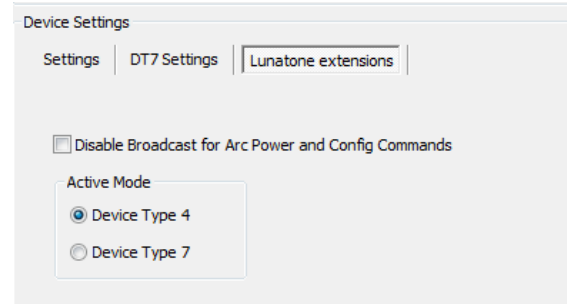 Device Settings
Settings DT7 Settings Lunatone extensions
Disable Broadcast for Arc Power and Config Commands
Active Mode
Device Type 4
Device Type 7